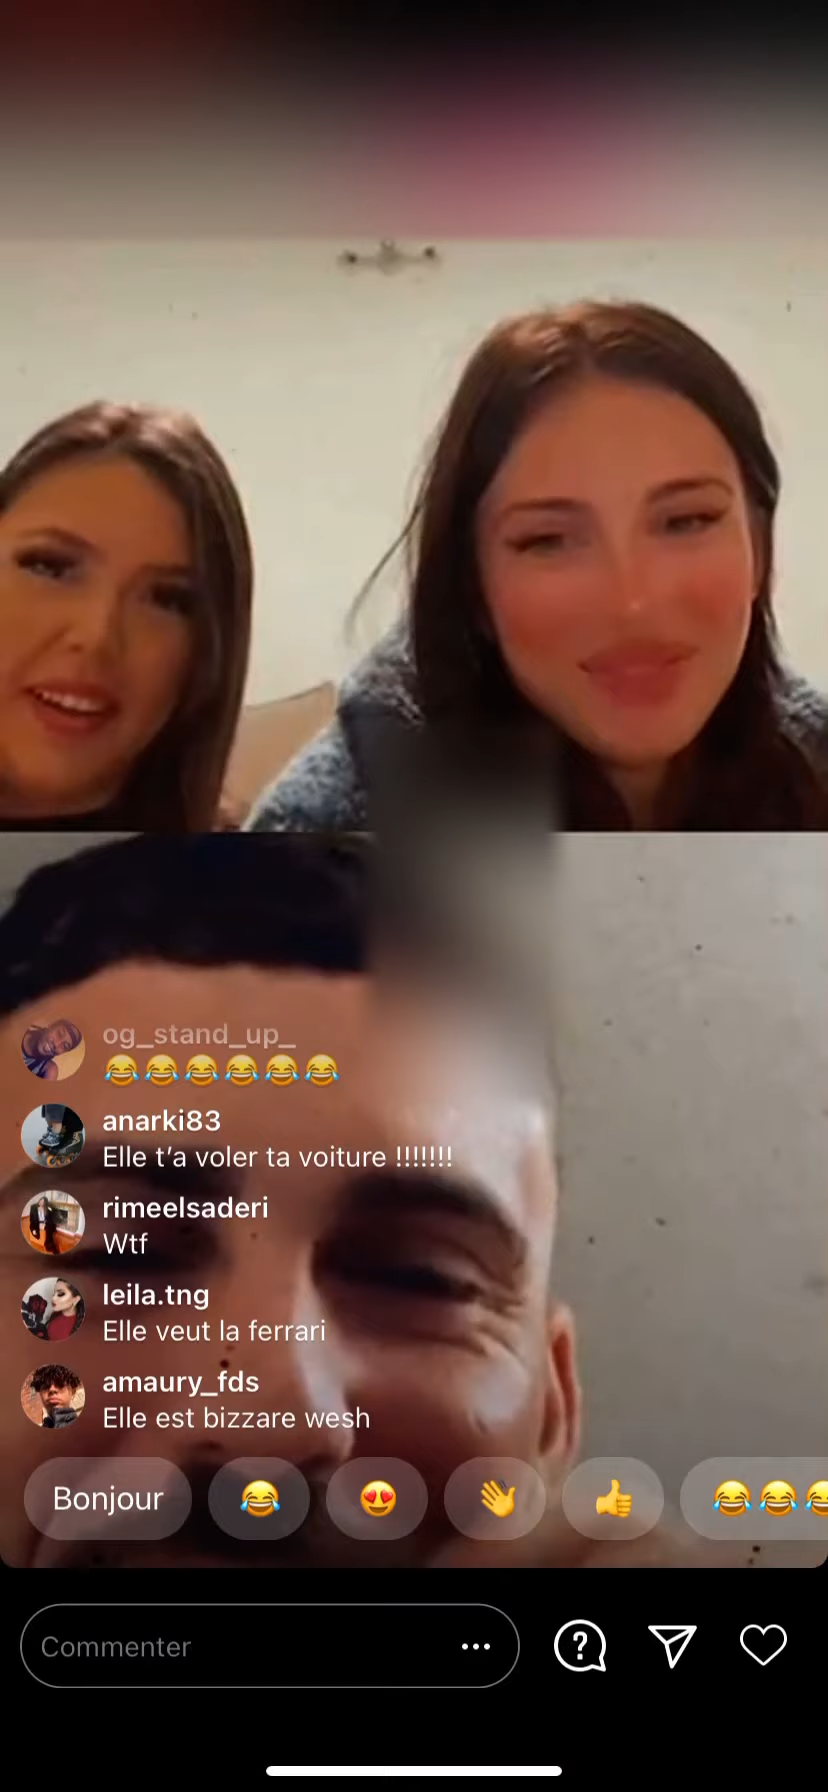 og_stand_up_
😂😂😂😂😂😂
anarki83
Elle t’a voler ta voiture !!!!!!!
rimeelsaderi
Wtf
leila.tng
Elle veut la ferrari
amaury_fds
Elle est bizzare wesh
Bonjour 😂 😍 👋 👍 😂😂😂
Commenter